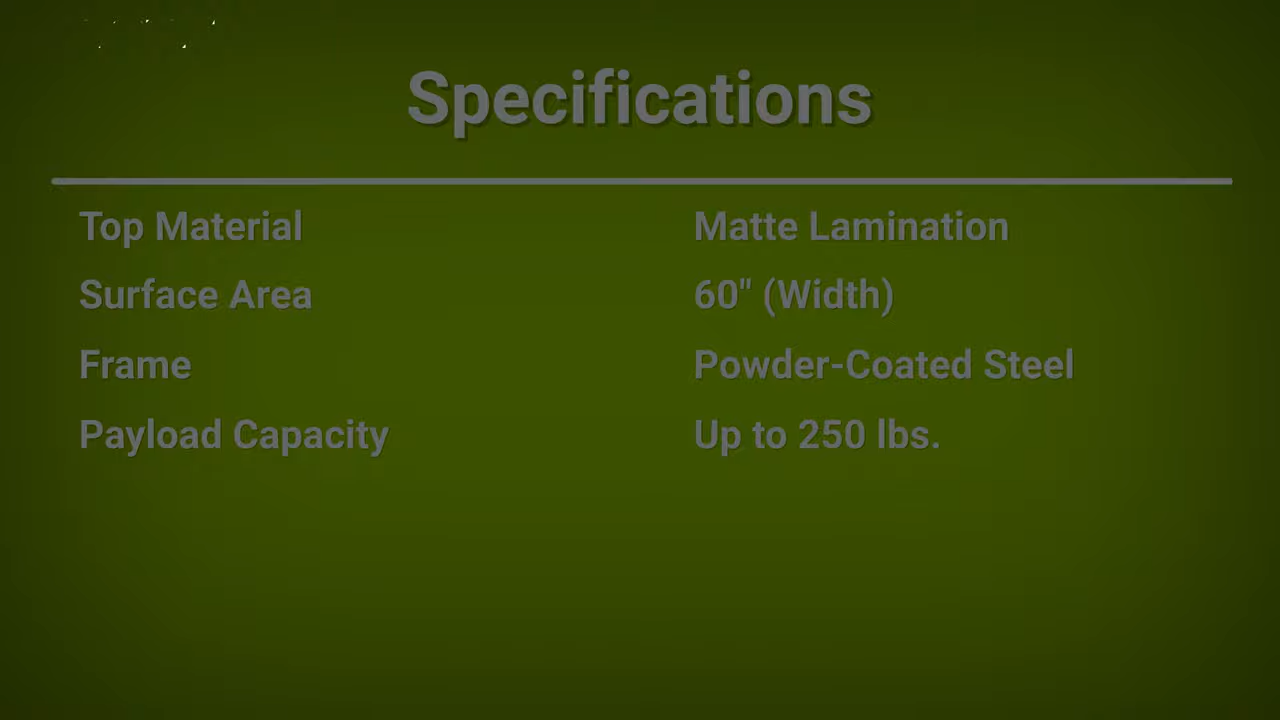 Specifications
Top Material Matte Lamination
Surface Area 60" (Width)
Frame Powder-Coated Steel
Payload Capacity Up to 250 lbs.